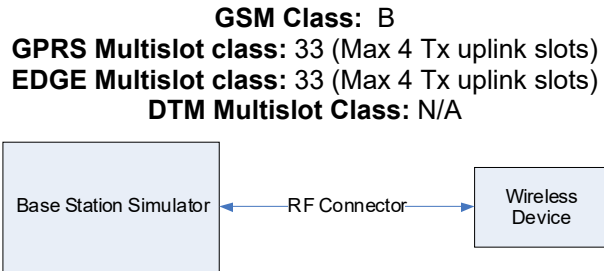 GSM Class: B
GPRS Multislot class: 33 (Max 4 Tx uplink slots)
EDGE Multislot class: 33 (Max 4 Tx uplink slots)
DTM Multislot Class: N/A
Base Station Simulator
RF Connector
Wireless
Device